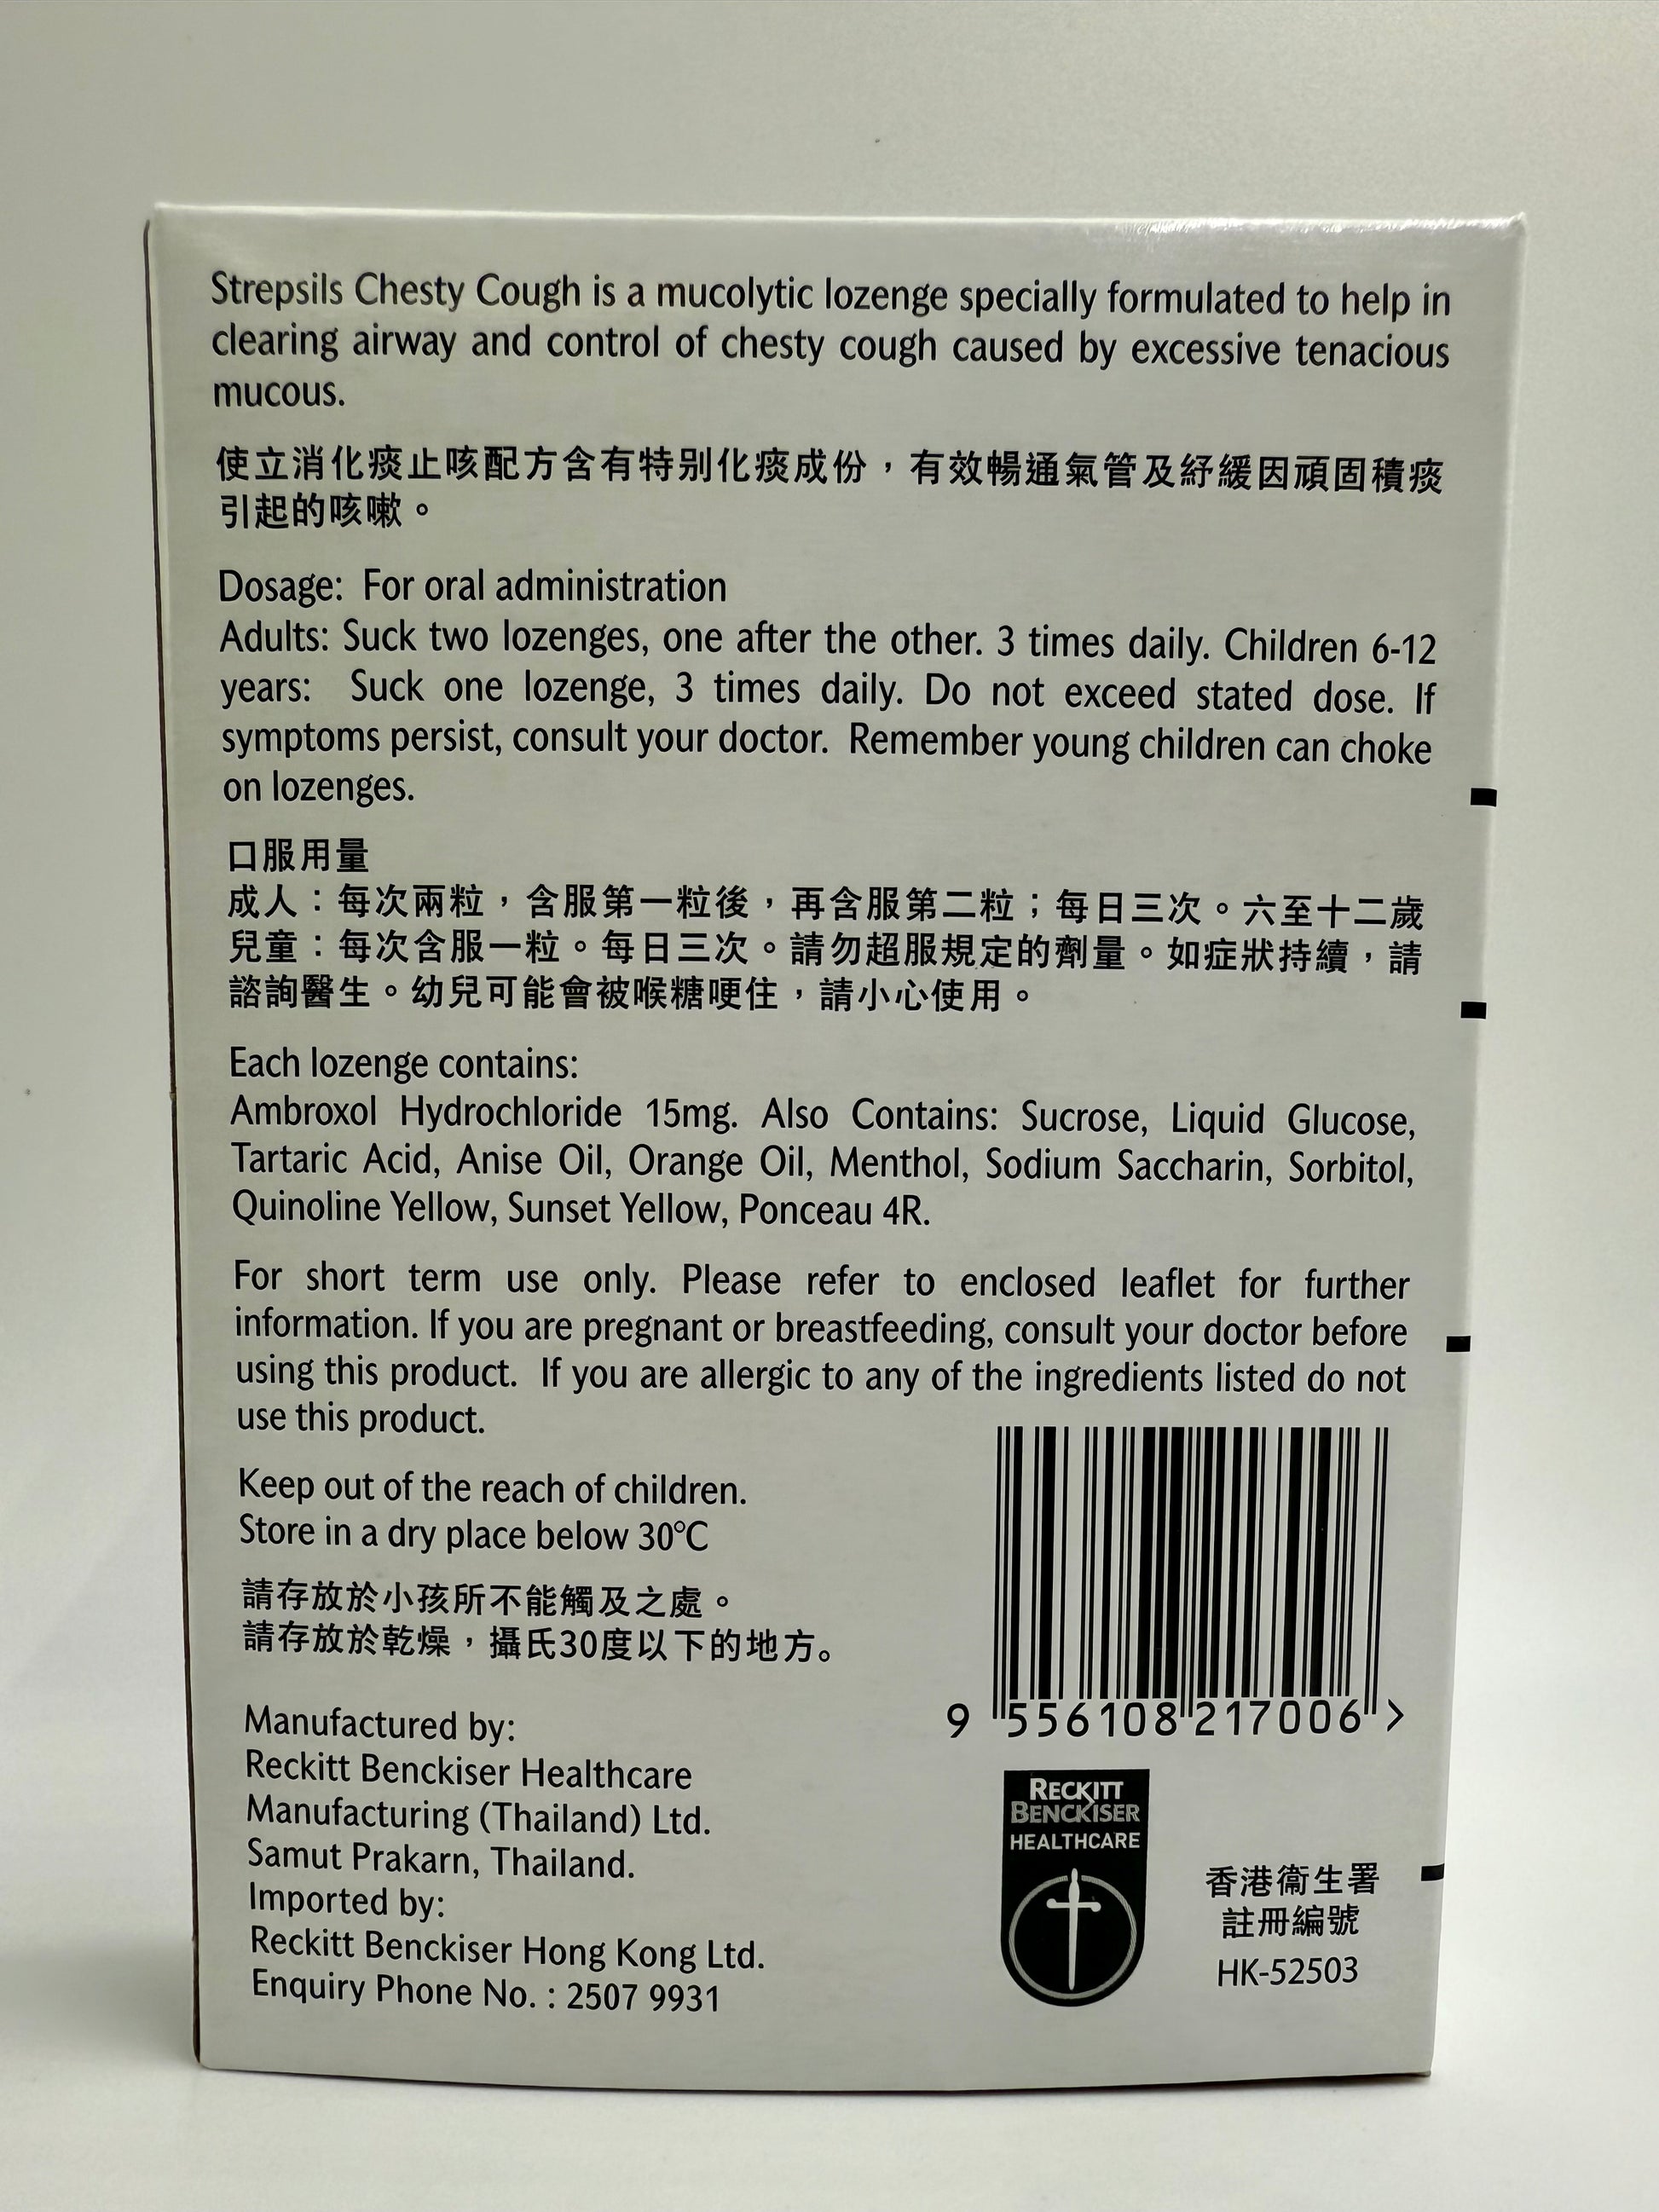 Strepsils Chesty Cough is a mucolytic lozenge specially formulated to help in
clearing airway and control of chesty cough caused by excessive tenacious
mucous.
使立消化痰止咳配方含有特別化痰成份，有效暢通氣管及紓緩因頑固積痰
引起的咳嗽。
Dosage: For oral administration
Adults: Suck two lozenges, one after the other. 3 times daily. Children 6-12
years: Suck one lozenge, 3 times daily. Do not exceed stated dose. If
symptoms persist, consult your doctor. Remember young children can choke
on lozenges.
口服用量
成人：每次兩粒，含服第一粒後，再含服第二粒；每日三次。六至十二歲
兒童：每次含服一粒。每日三次。請勿超服規定的劑量。如症狀持續，請
諮詢醫生。幼兒可能會被喉糖哽住，請小心使用。
Each lozenge contains:
Ambroxol Hydrochloride 15mg. Also Contains: Sucrose, Liquid Glucose,
Tartaric Acid, Anise Oil, Orange Oil, Menthol, Sodium Saccharin, Sorbitol,
Quinoline Yellow, Sunset Yellow, Ponceau 4R.
For short term use only. Please refer to enclosed leaflet for further
information. If you are pregnant or breastfeeding, consult your doctor before
using this product. If you are allergic to any of the ingredients listed do not
use this product.
Keep out of the reach of children.
Store in a dry place below 30°C
請存放於小孩所不能觸及之處。
請存放於乾燥，攝氏30度以下的地方。
Manufactured by:
Reckitt Benckiser Healthcare
Manufacturing (Thailand) Ltd.
Samut Prakarn, Thailand.
Imported by:
Reckitt Benckiser Hong Kong Ltd.
Enquiry Phone No. : 2507 9931
9 556108 217006 >
RECKITT
BENCKISER
HEALTHCARE
香港衞生署
註冊編號
HK-52503